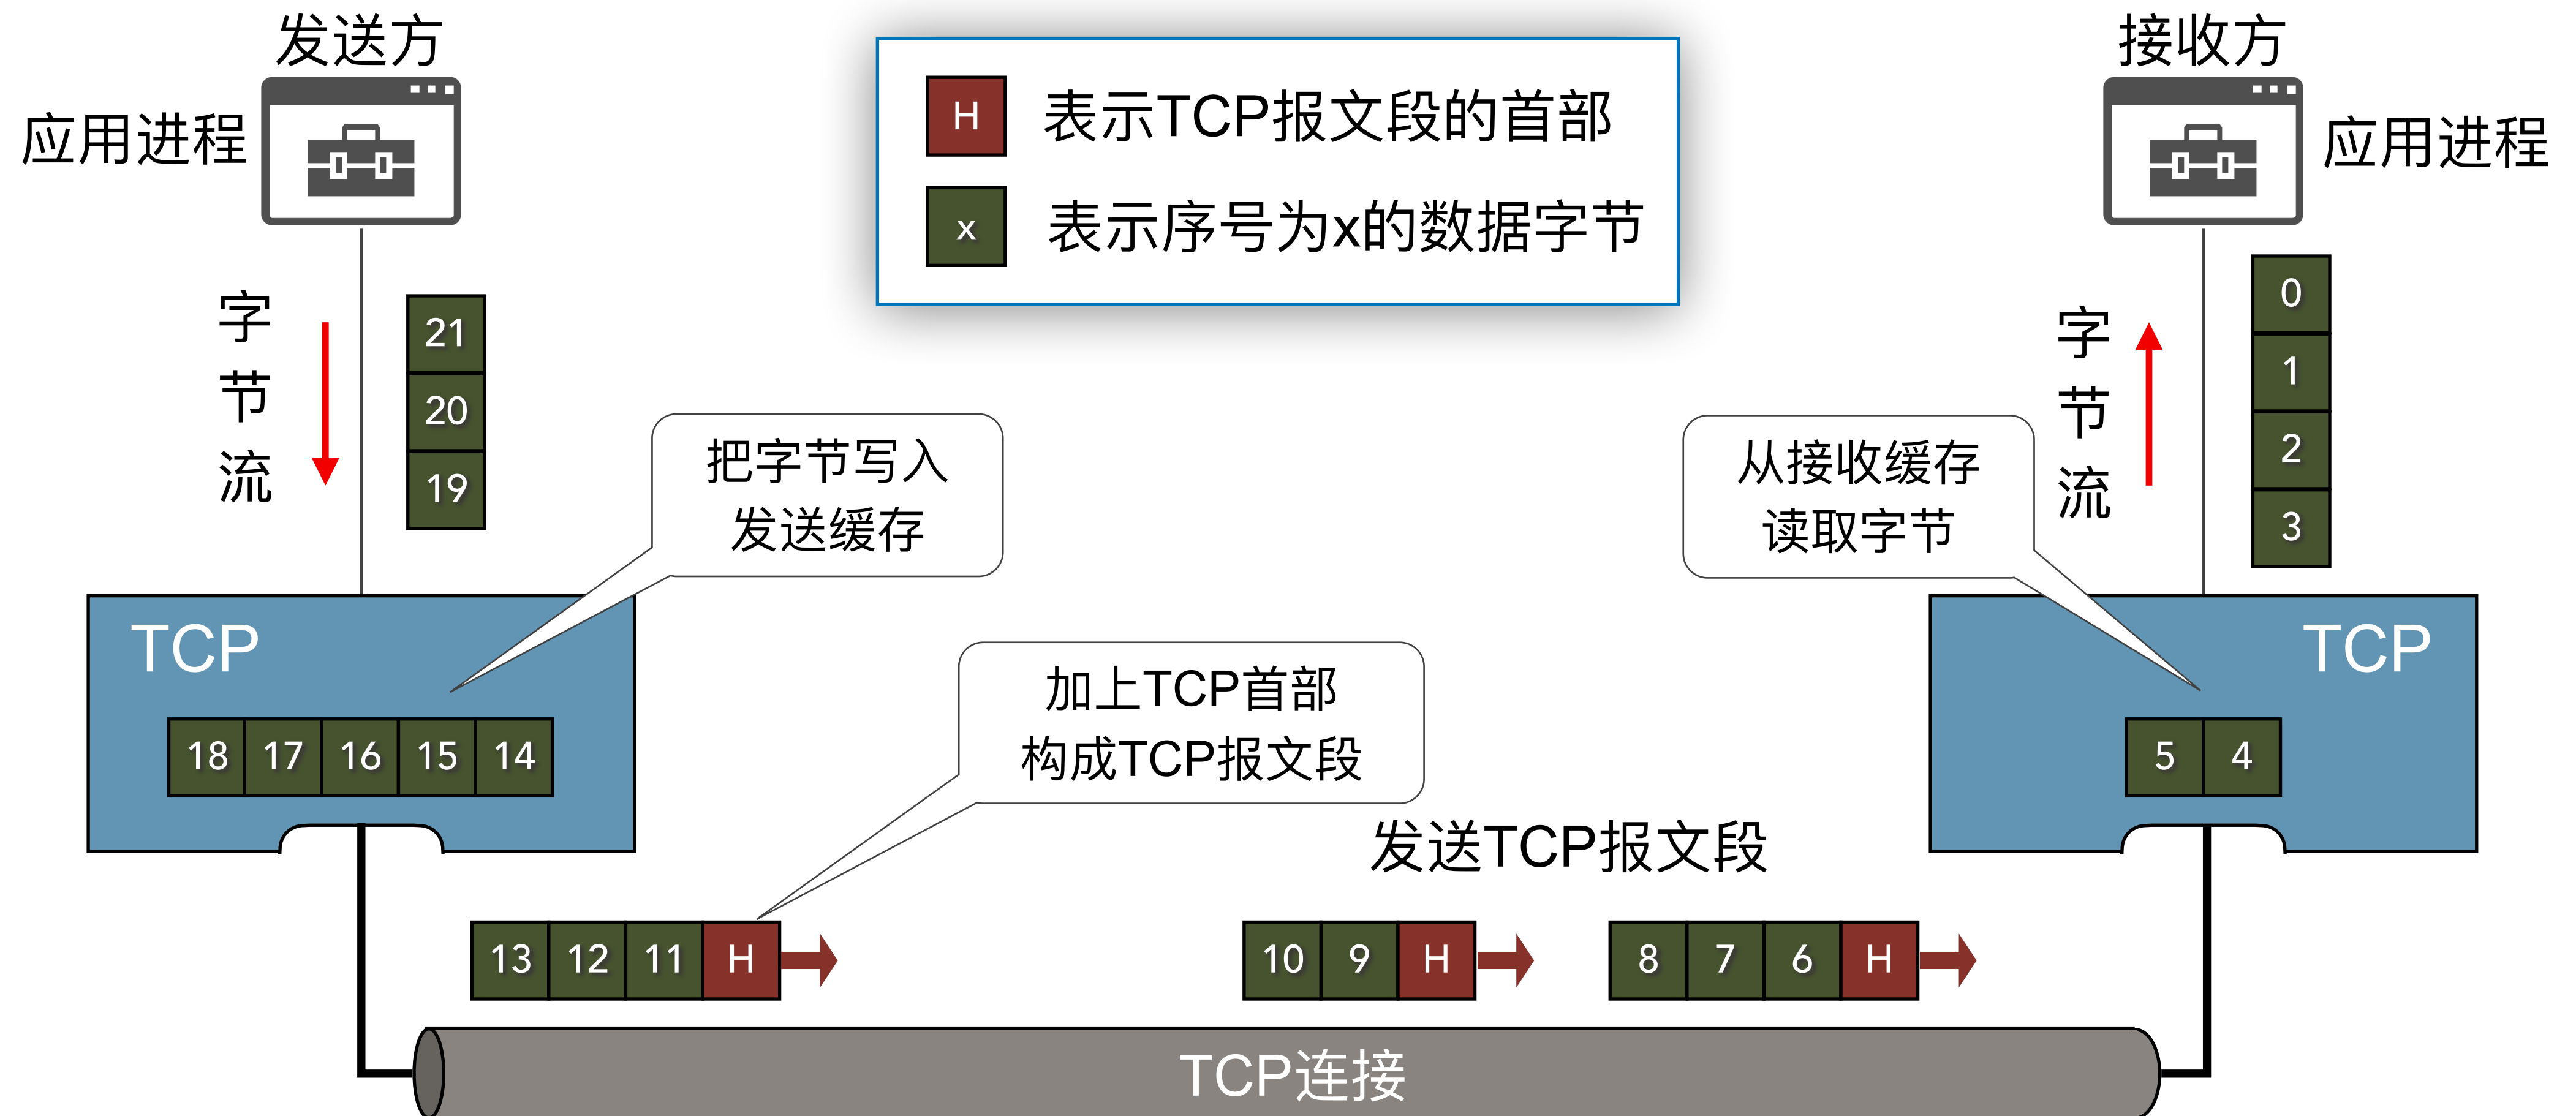 发送方
应用进程
H 表示TCP报文段的首部
x 表示序号为x的数据字节
接收方
应用进程
字
节
流
21
20
19
把字节写入
发送缓存
从接收缓存
读取字节
字
节
流
0
1
2
3
TCP
18 17 16 15 14
加上TCP首部
构成TCP报文段
TCP
5 4
发送TCP报文段
13 12 11 H
10 9 H
8 7 6 H
TCP连接